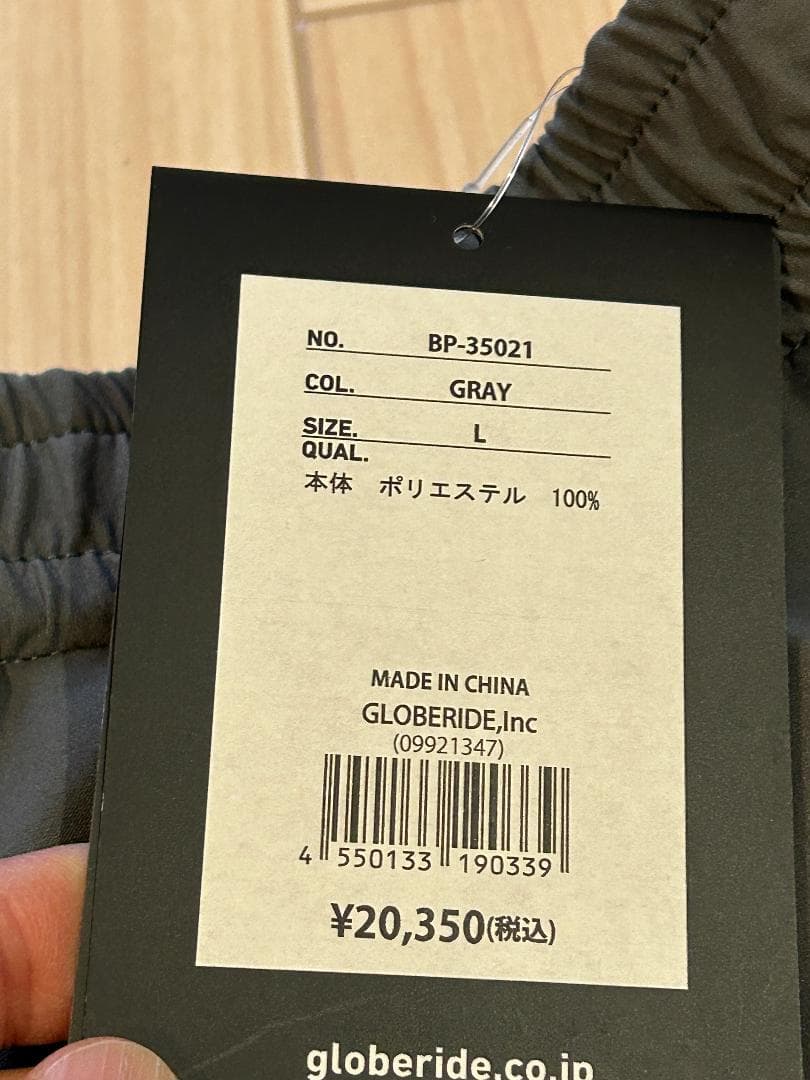 NO. BP-35021
COL. GRAY
SIZE. L
QUAL.
本体 ポリエステル 100%
MADE IN CHINA
GLOBERIDE,Inc
(09921347)
4 550133 190339
¥20,350(税込)
globeride.co.jp